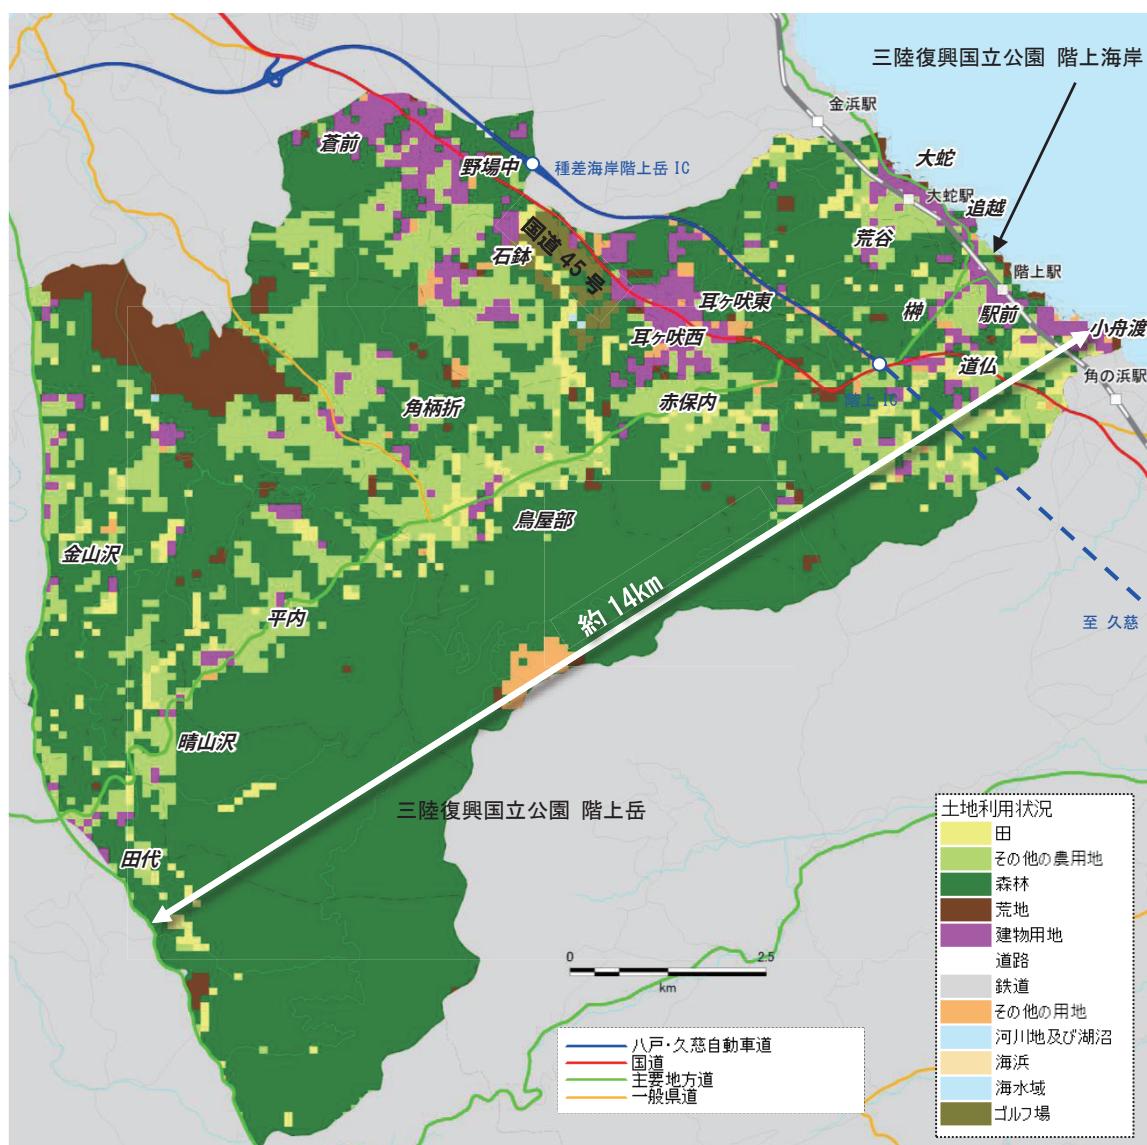 三陸復興国立公園 階上海岸
金浜駅
蒼前
野場中
種差海岸階上岳 IC
大蛇
大蛇駅
追越
荒谷
国道 45 号
石鉢
階上駅
耳ヶ吠東
榊
駅前
小舟渡
耳ヶ吠西
道仏
角の浜駅
角柄折
赤保内
階上 IC
鳥屋部
金山沢
約 14km
平内
至 久慈
晴山沢
三陸復興国立公園 階上岳
田代
土地利用状況
田
その他の農用地
森林
荒地
建物用地
道路
鉄道
その他の用地
河川地及び湖沼
海浜
海水域
ゴルフ場
0 2.5
km
八戸・久慈自動車道
国道
主要地方道
一般県道